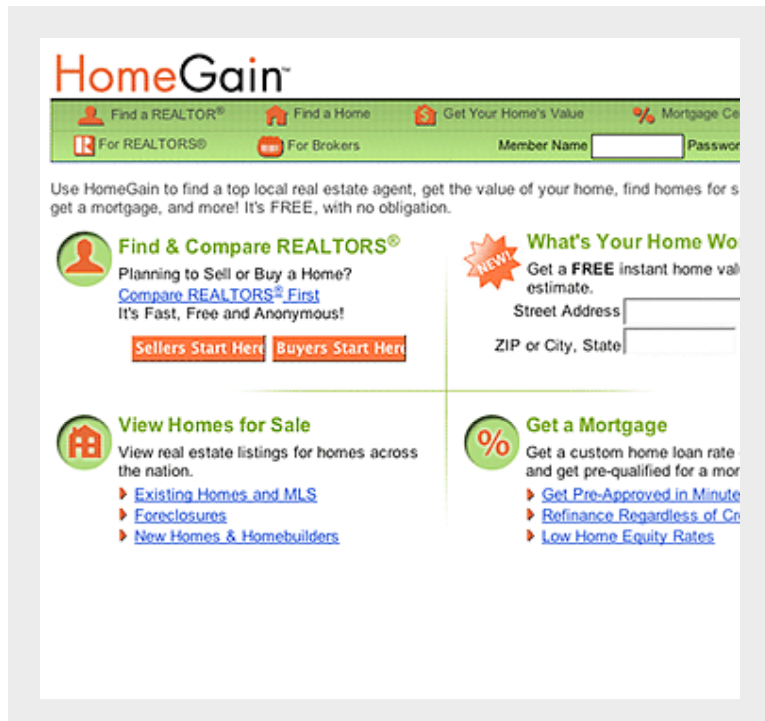 HomeGain™
Find a REALTOR® Find a Home Get Your Home's Value Mortgage Ce
For REALTORS® For Brokers Member Name Passwor
Use HomeGain to find a top local real estate agent, get the value of your home, find homes for s
get a mortgage, and more! It's FREE, with no obligation.
Find & Compare REALTORS®
Planning to Sell or Buy a Home?
Compare REALTORS® First
It's Fast, Free and Anonymous!
Sellers Start Here Buyers Start Here
NEW!
What's Your Home Wo
Get a FREE instant home val
estimate.
Street Address
ZIP or City, State
View Homes for Sale
View real estate listings for homes across
the nation.
Existing Homes and MLS
Foreclosures
New Homes & Homebuilders
%
Get a Mortgage
Get a custom home loan rate
and get pre-qualified for a mor
Get Pre-Approved in Minute
Refinance Regardless of Cr
Low Home Equity Rates